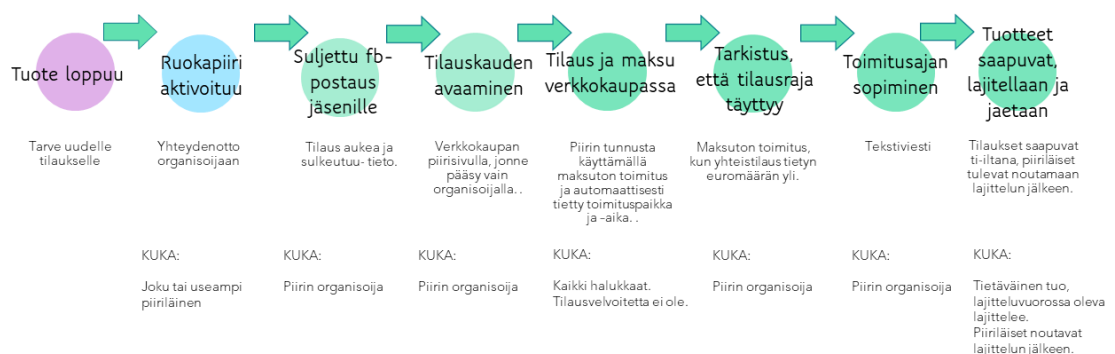 Tuote loppuu
Ruokapiiri
aktivoituu
Suljettu fb-
postaus
jäsenille
Tilauskauden
avaaminen
Tilaus ja maksu
verkkokaupassa
Tarkistus,
että tilausraja
täyttyy
Toimitusajan
sopiminen
Tuotteet
saapuvat,
lajitellaan ja
jaetaan
Tarve uudelle
tilaukselle
Yhteydenotto
organisoijaan
Tilaus aukea ja
sulkeutuu- tieto.
Verkkokaupan
piirisivulla, jonne
pääsy vain
organisoijalla. .
Piirin tunnusta
käyttämällä
maksuton toimitus
ja automaattisesti
tietty toimituspaikka
ja -aika. .
Maksuton toimitus,
kun yhteistilaus tietyn
euromäärän yli.
Tekstiviesti
Tilaukset saapuvat
ti-iltana, piiriläiset
tulevat noutamaan
lajittelun jälkeen.
KUKA:
Joku tai useampi
piiriläinen
KUKA:
Piirin organisoija
KUKA:
Piirin organisoija
KUKA:
Kaikki halukkaat.
Tilausvelvoitetta ei ole.
KUKA:
Piirin organisoija
KUKA:
Piirin organisoija
KUKA:
Tietäväinen tuo,
lajitteluvuorossa oleva
lajittelee.
Piiriläiset noutavat
lajittelun jälkeen.